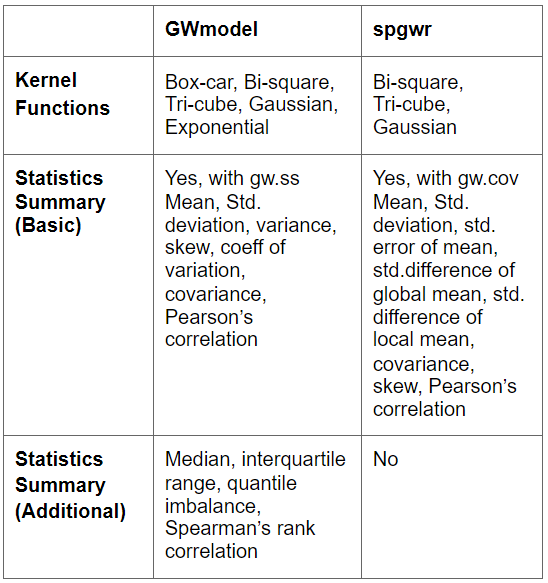 GWmodel
spgwr
Kernel
Functions
Box-car, Bi-square,
Tri-cube, Gaussian,
Exponential
Bi-square,
Tri-cube,
Gaussian
Statistics
Summary
(Basic)
Yes, with gw.ss
Mean, Std.
deviation, variance,
skew, coeff of
variation,
covariance,
Pearson’s
correlation
Yes, with gw.cov
Mean, Std.
deviation, std.
error of mean,
std.difference of
global mean, std.
difference of
local mean,
covariance,
skew, Pearson’s
correlation
Statistics
Summary
(Additional)
Median, interquartile
range, quantile
imbalance,
Spearman’s rank
correlation
No